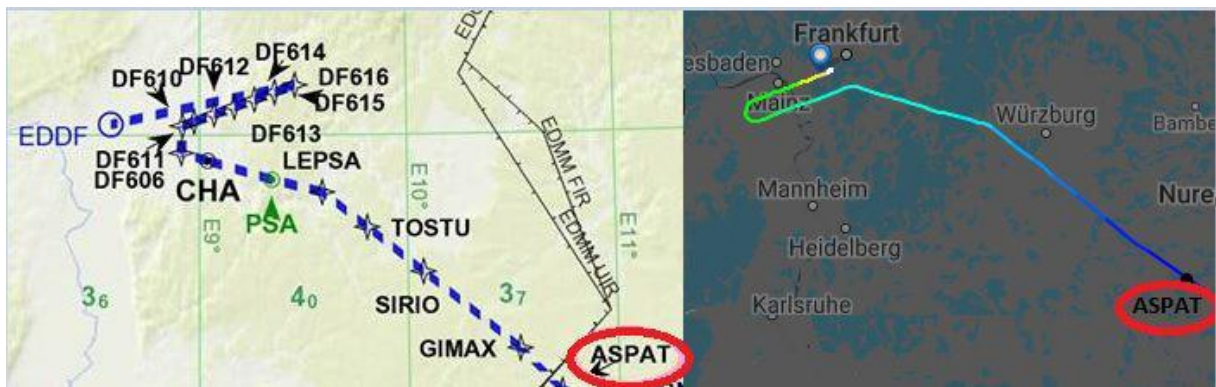 DF614
DF612
DF610
DF616
DF615
EDDF
DF613
DF611
DF606
LEPSA
CHA
PSA
E9°
E10°
E11°
TOSTU
EDMM FIR
EDMM UIR
36
40
37
SIRIO
GIMAX
ASPAT
Frankfurt
esbaden
Mainz
Würzburg
Bambe
Mannheim
Nure
Heidelberg
Karlsruhe
ASPAT